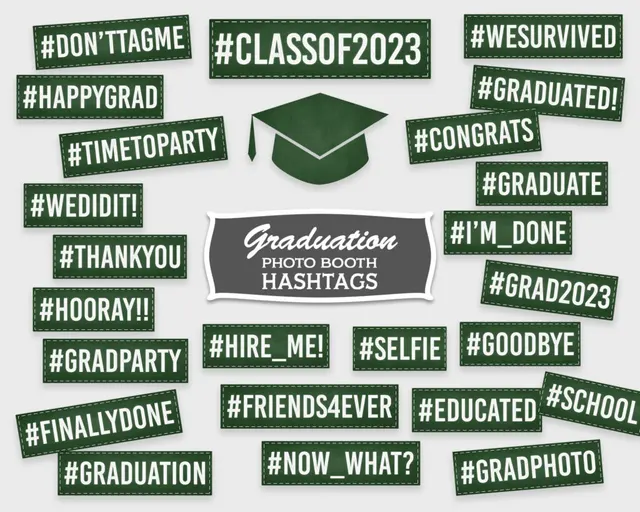 #DON'TTAGME
#CLASSOF2023
#WESURVIVED
#HAPPYGRAD
#GRADUATED!
#TIMETOPARTY
#CONGRATS
#GRADUATE
#WEDIDIT!
#I'M_DONE
Graduation
PHOTO BOOTH
HASHTAGS
#THANKYOU
#GRAD2023
#HOORAY!!
#HIRE_ME!
#SELFIE
#GOODBYE
#GRADPARTY
#FRIENDS4EVER
#EDUCATED
#SCHOOL
#FINALLYDONE
#GRADUATION
#NOW_WHAT?
#GRADPHOTO